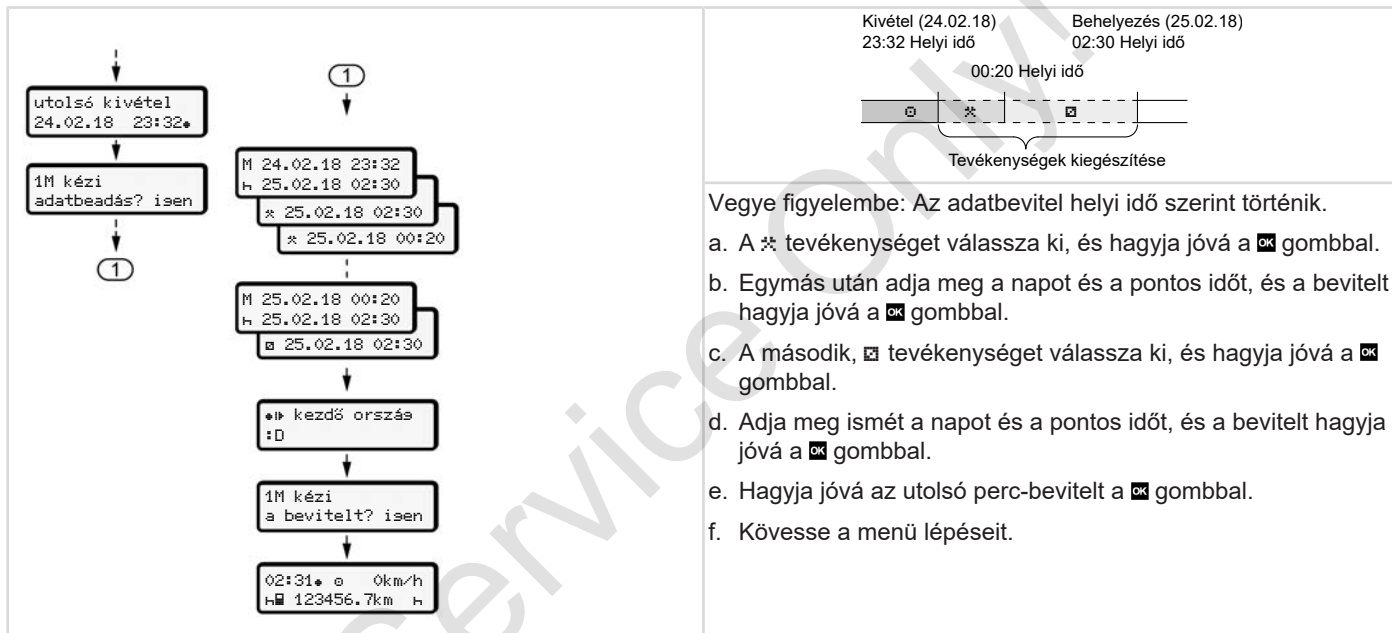 utolsó kivétel
24.02.18 23:32
1M kézi
adatbeadás? igen
1
1
M 24.02.18 23:32
h 25.02.18 02:30
25.02.18 02:30
25.02.18 00:20
M 25.02.18 00:20
h 25.02.18 02:30
25.02.18 02:30
kezdő ország
:D
1M kézi
a bevitelt? igen
02:31 0km/h
h 123456.7km h
Kivétel (24.02.18)
23:32 Helyi idő
Behelyezés (25.02.18)
02:30 Helyi idő
00:20 Helyi idő
Tevékenységek kiegészítése
Vegye figyelembe: Az adatbevitel helyi idő szerint történik.
a. A tevékenységet válassza ki, és hagyja jóvá a OK gombbal.
b. Egymás után adja meg a napot és a pontos időt, és a bevitelt
hagyja jóvá a OK gombbal.
c. A második, tevékenységet válassza ki, és hagyja jóvá a OK
gombbal.
d. Adja meg ismét a napot és a pontos időt, és a bevitelt hagyja
jóvá a OK gombbal.
e. Hagyja jóvá az utolsó perc-bevitelt a OK gombbal.
f. Kövesse a menü lépéseit.
Service Only!